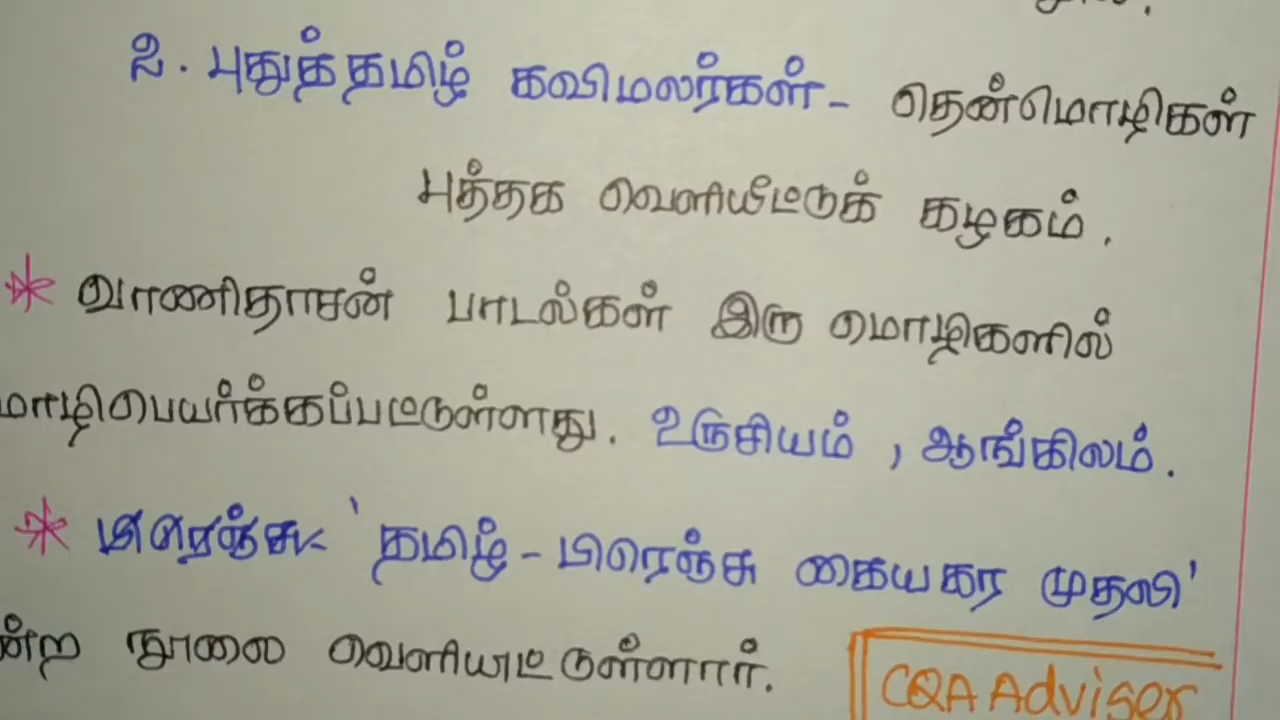 2. புதுத்தமிழ் கவிமலர்கள் - தென்மொழிகள்
புத்தக வெளியீட்டுக் கழகம்.
* வாணிதாசன் பாடல்கள் இரு மொழிகளில்
மொழிபெயர்க்கப்பட்டுள்ளது. உருசியம், ஆங்கிலம்.
* 'தமிழ் - பிரெஞ்சு கையகர முதலி'
ன்ற நூலை வெளியிட்டுள்ளார்.
CQA Adviser